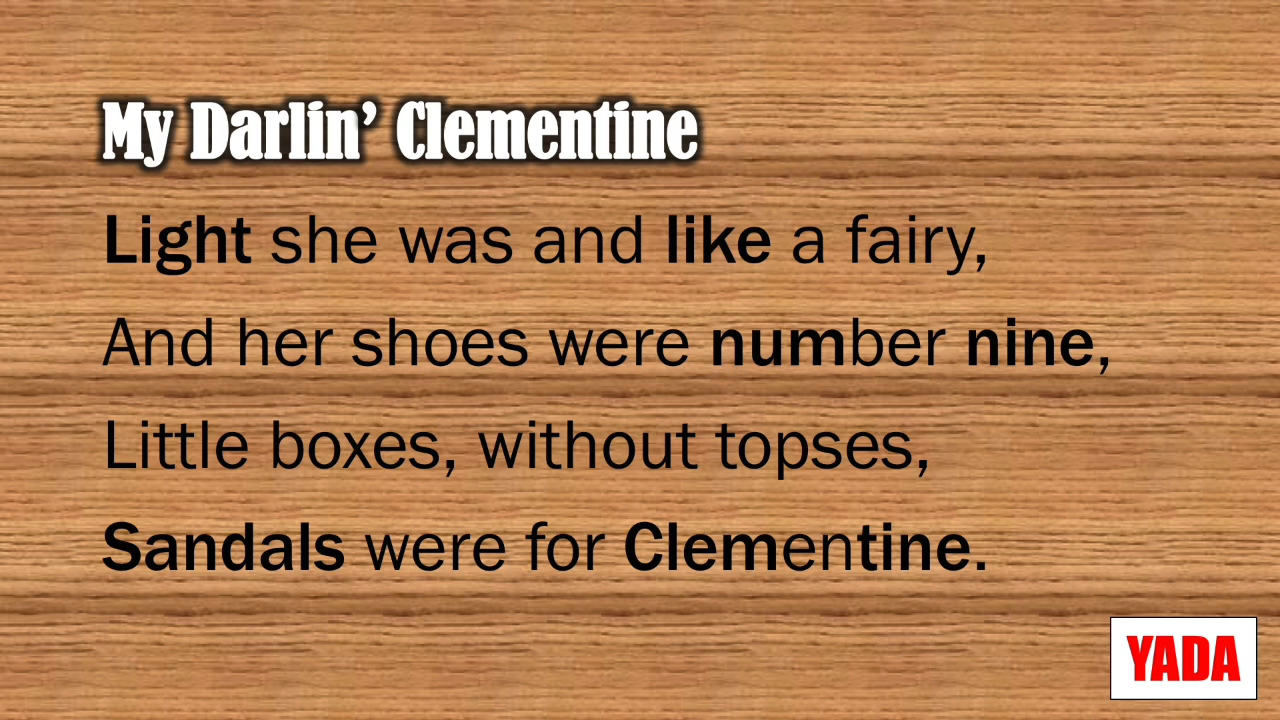 My Darlin’ Clementine
Light she was and like a fairy,
And her shoes were number nine,
Little boxes, without topses,
Sandals were for Clementine.
YADA